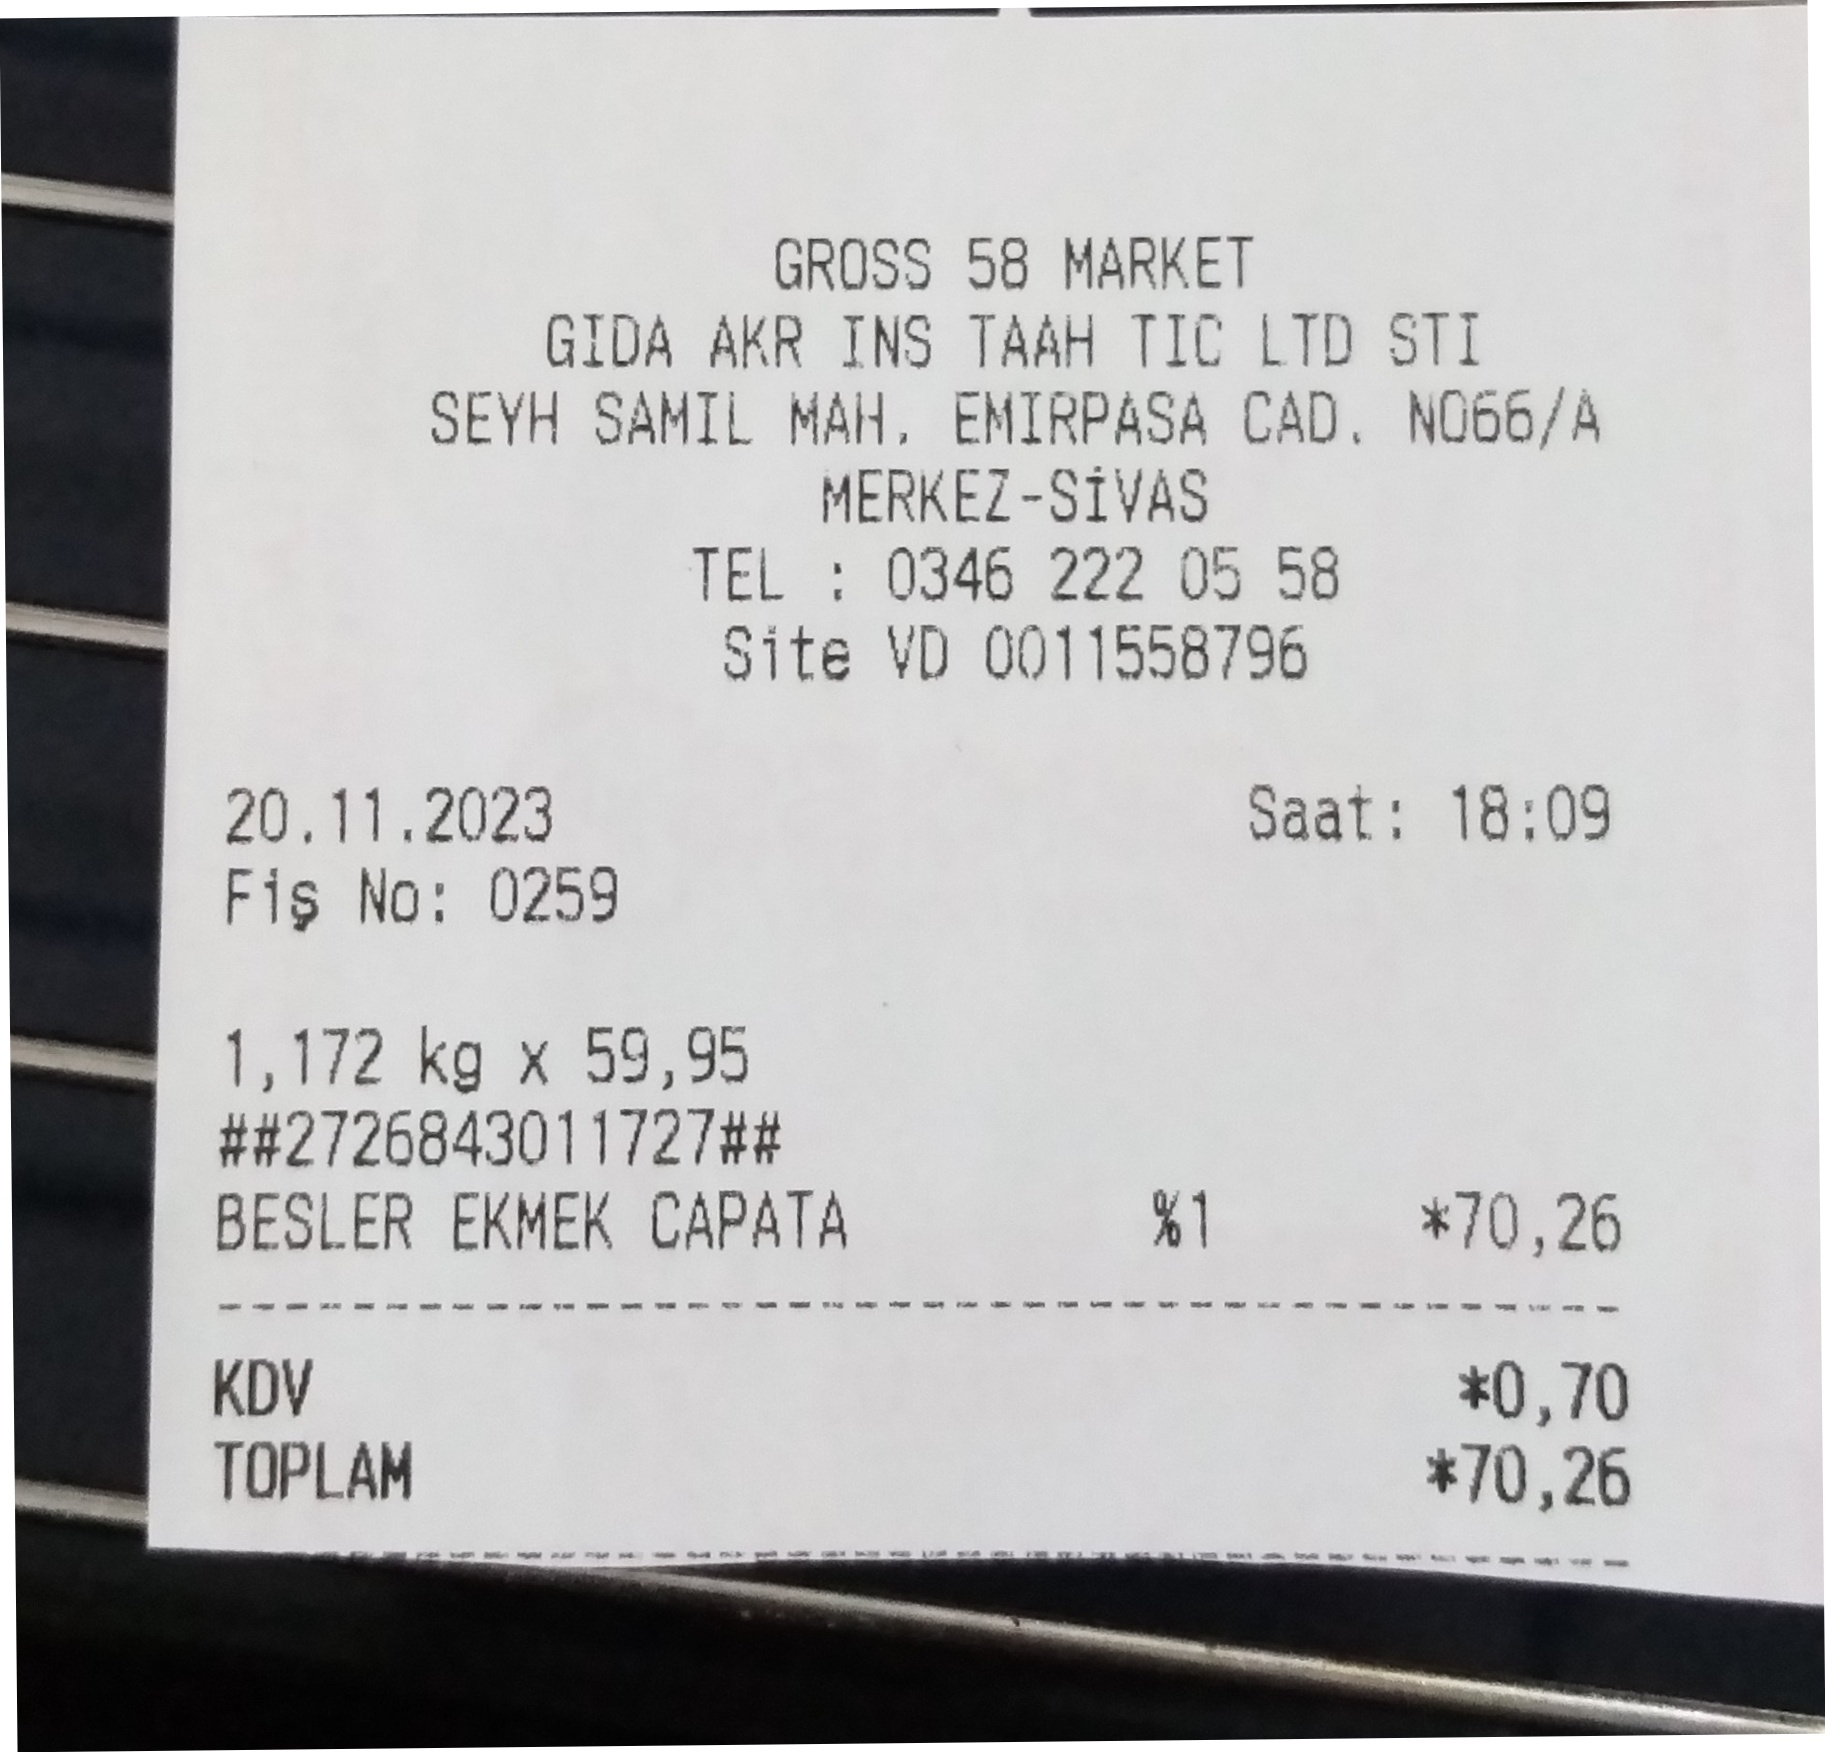 GROSS 58 MARKET
GIDA AKR INS TAAH TIC LTD STI
SEYH SAMIL MAH. EMIRPASA CAD. NO66/A
MERKEZ-SİVAS
TEL : 0346 222 05 58
Site VD 0011558796
20.11.2023 Saat: 18:09
Fiş No: 0259
1,172 kg x 59,95
##2726843011727##
BESLER EKMEK CAPATA %1 *70,26
KDV *0,70
TOPLAM *70,26